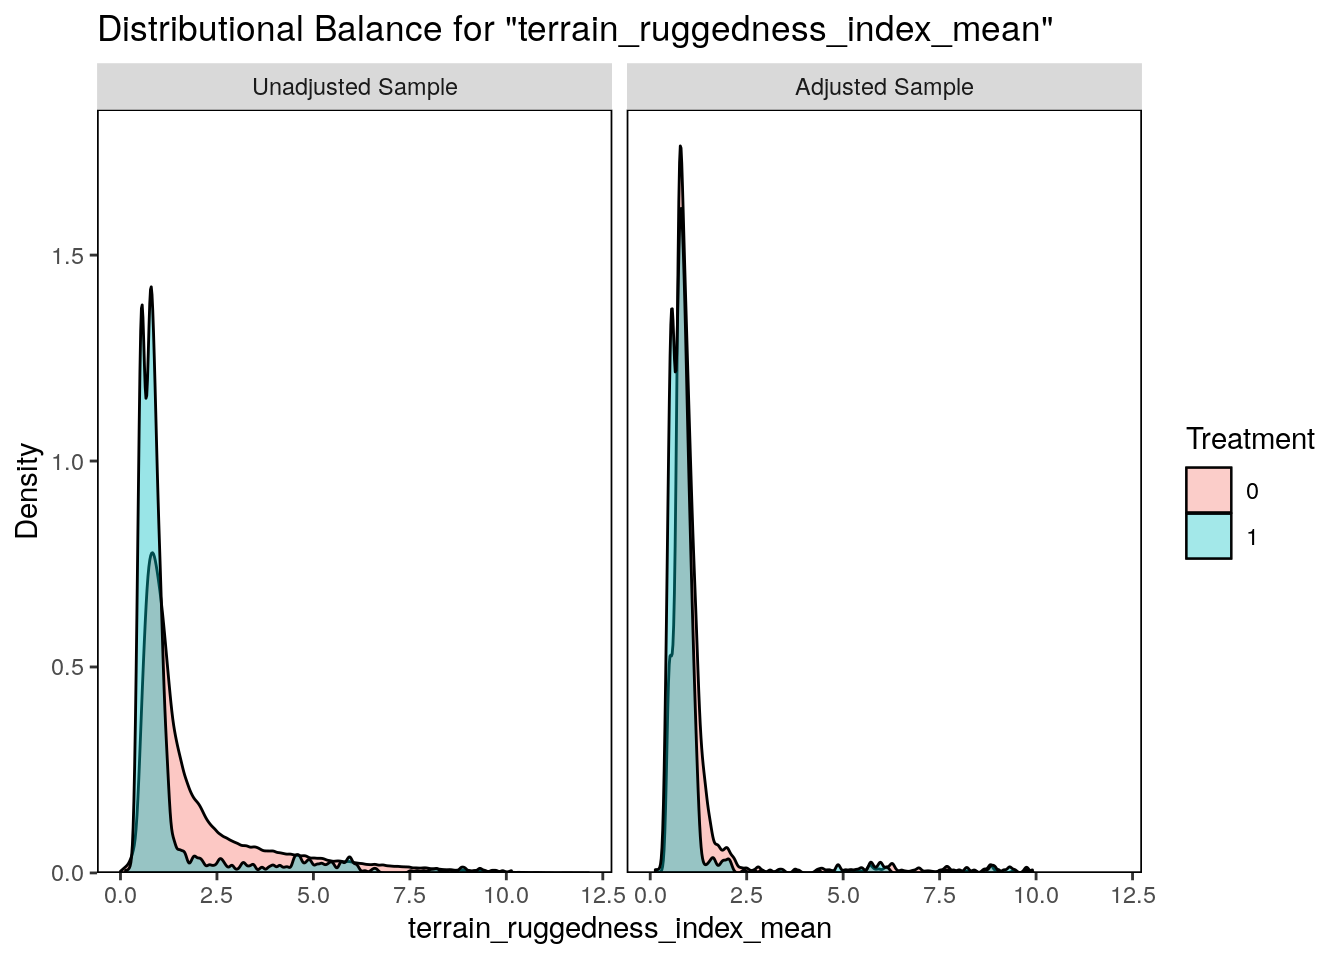 Distributional Balance for "terrain_ruggedness_index_mean"
Unadjusted Sample
Adjusted Sample
Density
1.5
1.0
0.5
0.0
0.0 2.5 5.0 7.5 10.0 12.5
0.0 2.5 5.0 7.5 10.0 12.5
terrain_ruggedness_index_mean
Treatment
0
1